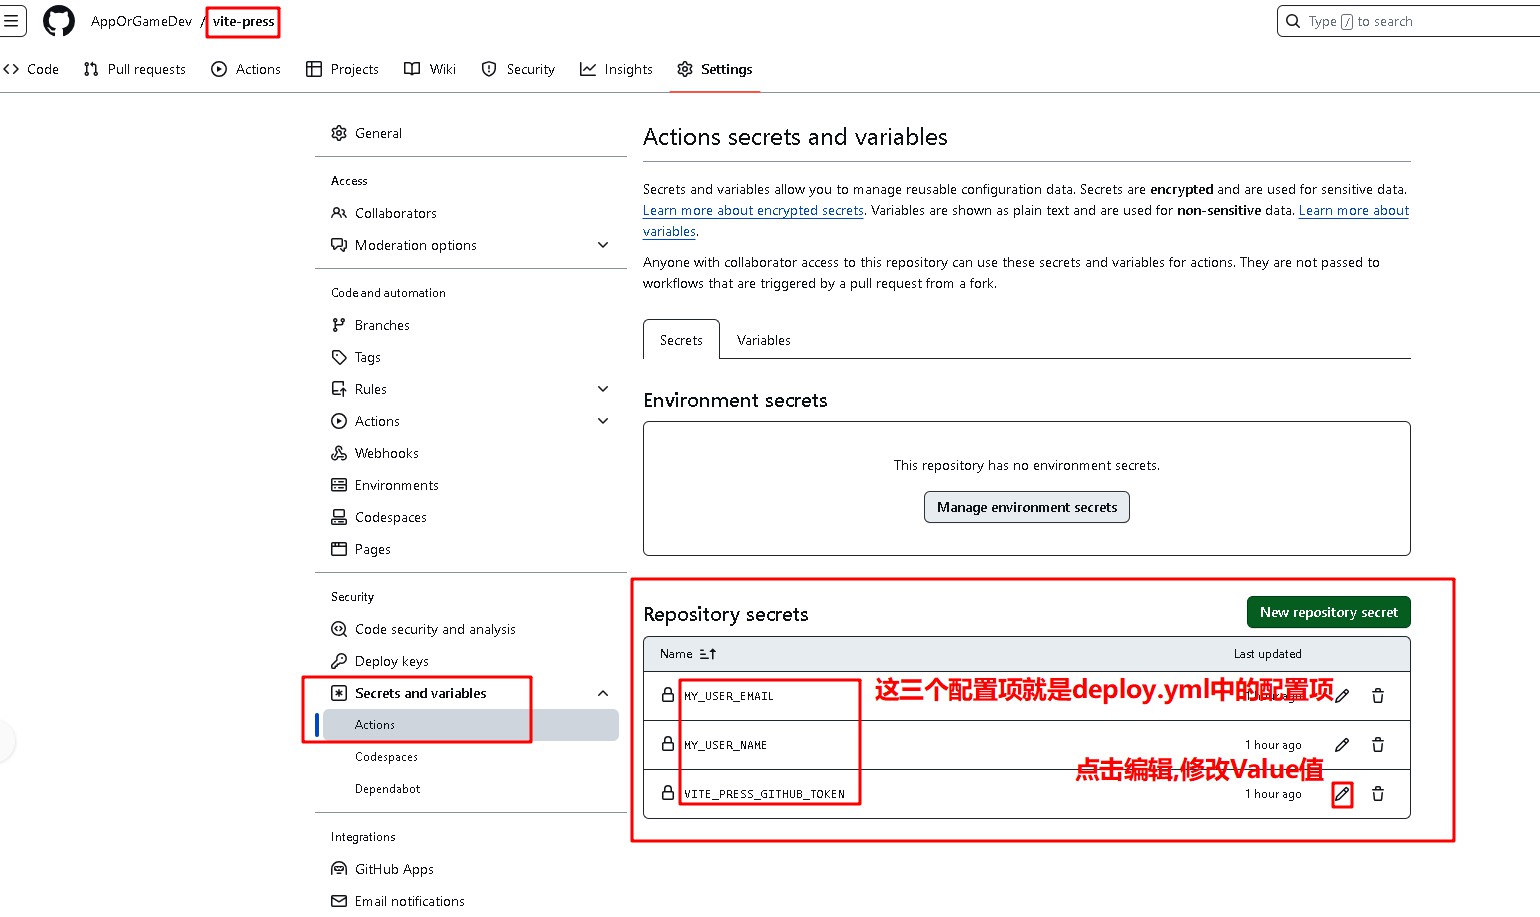 AppOrGameDev / vite-press
Type / to search
Code
Pull requests
Actions
Projects
Wiki
Security
Insights
Settings
General
Access
Collaborators
Moderation options
Code and automation
Branches
Tags
Rules
Actions
Webhooks
Environments
Codespaces
Pages
Security
Code security and analysis
Deploy keys
Secrets and variables
Actions
Codespaces
Dependabot
Integrations
GitHub Apps
Email notifications
Actions secrets and variables
Secrets and variables allow you to manage reusable configuration data. Secrets are encrypted and are used for sensitive data.
Learn more about encrypted secrets. Variables are shown as plain text and are used for non-sensitive data. Learn more about
variables.
Anyone with collaborator access to this repository can use these secrets and variables for actions. They are not passed to
workflows that are triggered by a pull request from a fork.
Secrets
Variables
Environment secrets
This repository has no environment secrets.
Manage environment secrets
Repository secrets
New repository secret
Name
Last updated
MY_USER_EMAIL
这三个配置项就是deploy.yml中的配置项
1 hour ago
MY_USER_NAME
1 hour ago
点击编辑,修改Value值
VITE_PRESS_GITHUB_TOKEN
1 hour ago